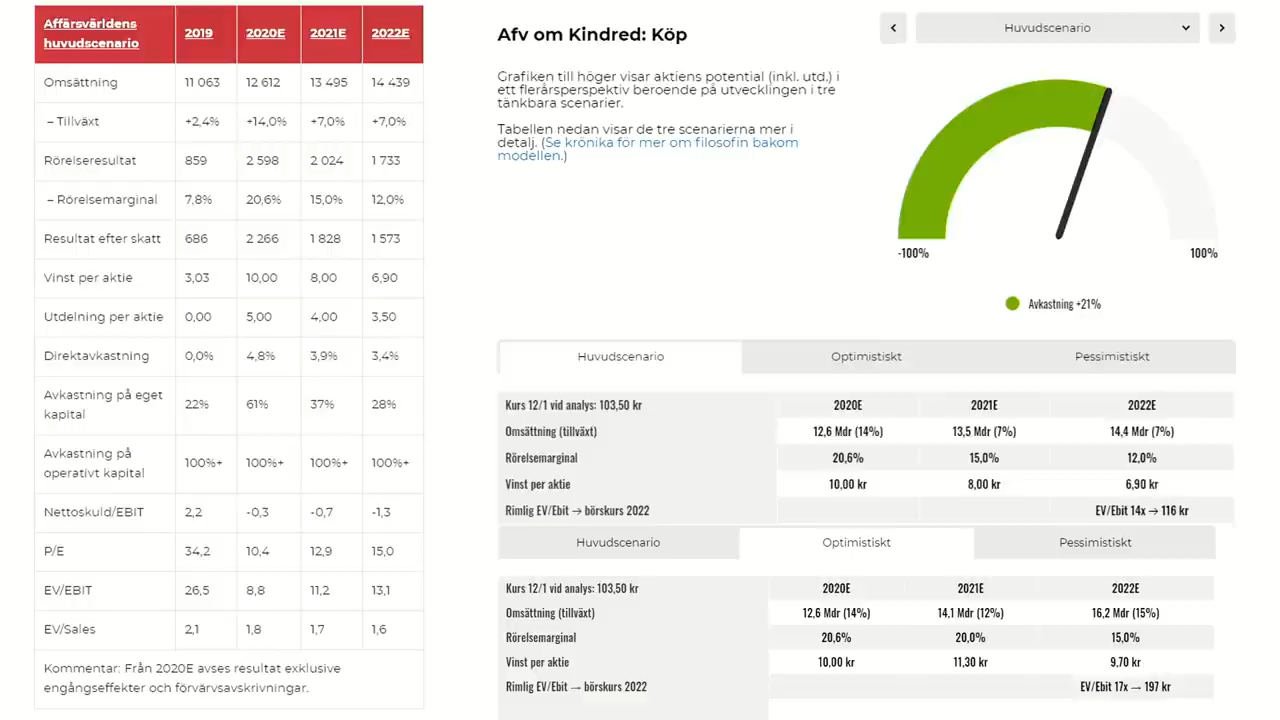 Affärsvärldens
huvudscenario 2019 2020E 2021E 2022E
Omsättning 11 063 12 612 13 495 14 439
– Tillväxt +2,4% +14,0% +7,0% +7,0%
Rörelseresultat 859 2 598 2 024 1 733
– Rörelsemarginal 7,8% 20,6% 15,0% 12,0%
Resultat efter skatt 686 2 266 1 828 1 573
Vinst per aktie 3,03 10,00 8,00 6,90
Utdelning per aktie 0,00 5,00 4,00 3,50
Direktavkastning 0,0% 4,8% 3,9% 3,4%
Avkastning på eget
kapital 22% 61% 37% 28%
Avkastning på
operativt kapital 100%+ 100%+ 100%+ 100%+
Nettoskuld/EBIT 2,2 -0,3 -0,7 -1,3
P/E 34,2 10,4 12,9 15,0
EV/EBIT 26,5 8,8 11,2 13,1
EV/Sales 2,1 1,8 1,7 1,6
Kommentar: Från 2020E avses resultat exklusive
engångseffekter och förvärvsavskrivningar.
Afv om Kindred: Köp
Grafiken till höger visar aktiens potential (inkl. utd.) i
ett flerårsperspektiv beroende på utvecklingen i tre
tänkbara scenarier.
Tabellen nedan visar de tre scenarierna mer i
detalj. (Se krönika för mer om filosofin bakom
modellen.)
Huvudscenario
-100% 100%
Avkastning +21%
Huvudscenario Optimistiskt Pessimistiskt
Kurs 12/1 vid analys: 103,50 kr 2020E 2021E 2022E
Omsättning (tillväxt) 12,6 Mdr (14%) 13,5 Mdr (7%) 14,4 Mdr (7%)
Rörelsemarginal 20,6% 15,0% 12,0%
Vinst per aktie 10,00 kr 8,00 kr 6,90 kr
Rimlig EV/Ebit → börskurs 2022 EV/Ebit 14x → 116 kr
Huvudscenario Optimistiskt Pessimistiskt
Kurs 12/1 vid analys: 103,50 kr 2020E 2021E 2022E
Omsättning (tillväxt) 12,6 Mdr (14%) 14,1 Mdr (12%) 16,2 Mdr (15%)
Rörelsemarginal 20,6% 20,0% 15,0%
Vinst per aktie 10,00 kr 11,30 kr 9,70 kr
Rimlig EV/Ebit → börskurs 2022 EV/Ebit 17x → 197 kr